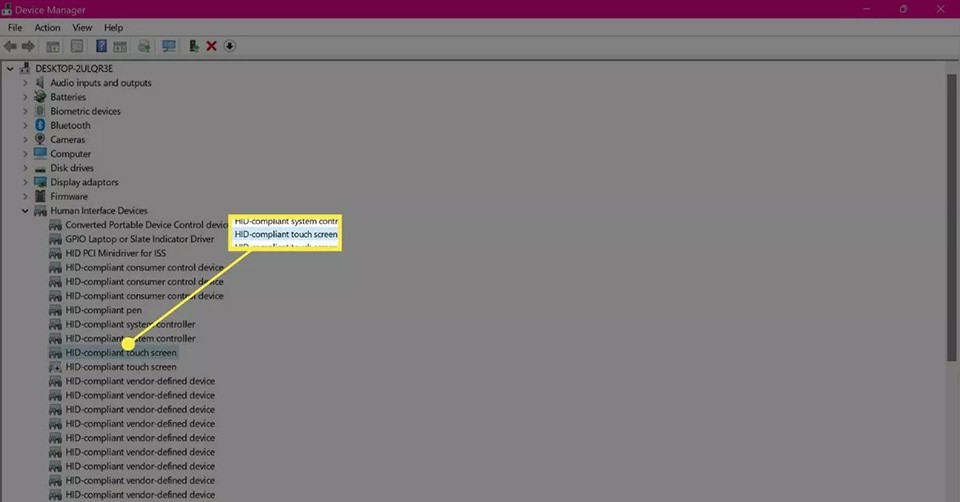 Device Manager
File Action View Help
DESKTOP-2ULQR3E
Audio inputs and outputs
Batteries
Biometric devices
Bluetooth
Cameras
Computer
Disk drives
Display adaptors
Firmware
Human Interface Devices
Converted Portable Device Control devic
GPIO Laptop or Slate Indicator Driver
HID PCI Minidriver for ISS
HID-compliant consumer control device
HID-compliant consumer control device
HID-compliant consumer control device
HID-compliant pen
HID-compliant system controller
HID-compliant system controller
HID-compliant touch screen
HID-compliant touch screen
HID-compliant vendor-defined device
HID-compliant vendor-defined device
HID-compliant vendor-defined device
HID-compliant vendor-defined device
HID-compliant vendor-defined device
HID-compliant vendor-defined device
HID-compliant vendor-defined device
HID-compliant vendor-defined device
HID-compliant vendor-defined device
HID-compliant system contr
HID-compliant touch screen
HID-compliant touch screen